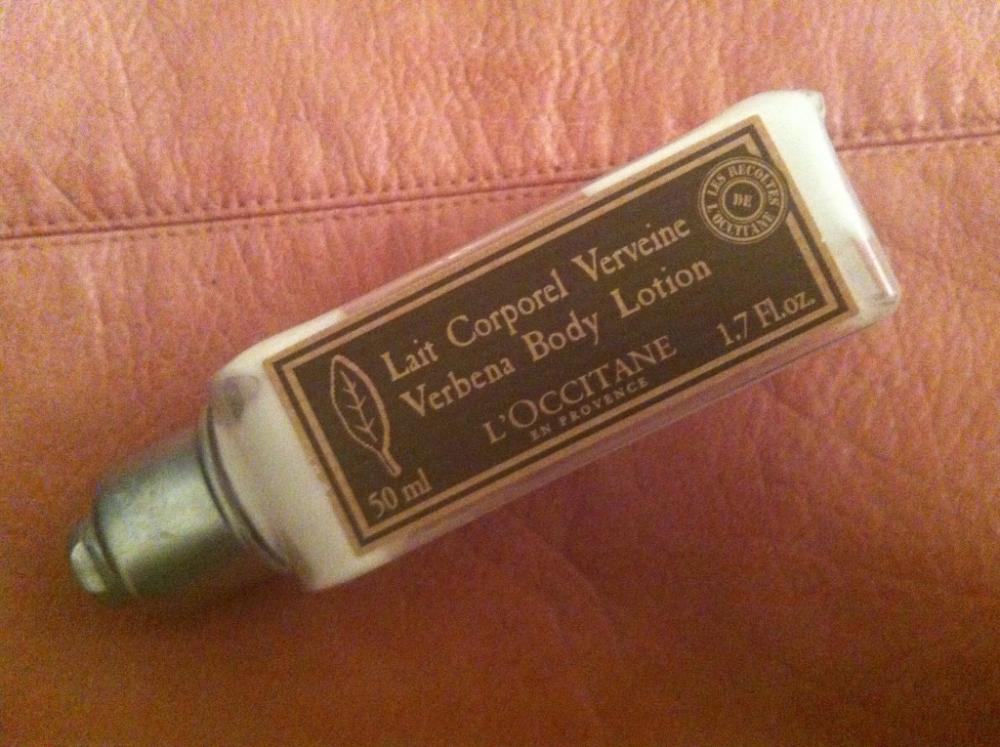 LES RECOLTES
DE
L'OCCITANE
Lait Corporel Verveine
Verbena Body Lotion
L'OCCITANE
EN PROVENCE
50 ml
1.7 Fl.oz.